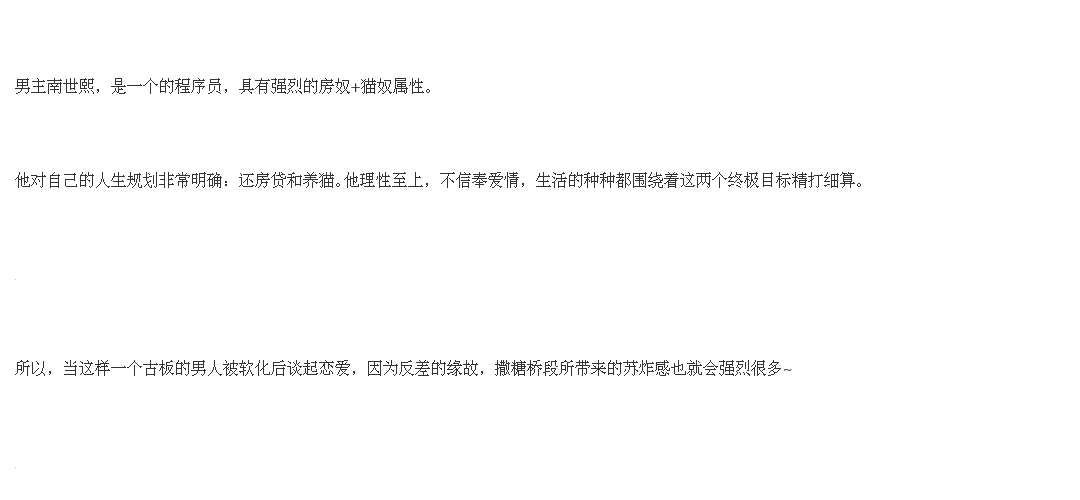 男主南世熙，是一个的程序员，具有强烈的房奴+猫奴属性。
他对自己的人生规划非常明确：还房贷和养猫。他理性至上，不信奉爱情，生活的种种都围绕着这两个终极目标精打细算。
所以，当这样一个古板的男人被软化后谈起恋爱，因为反差的缘故，撒糖桥段所带来的苏炸感也就会强烈很多~